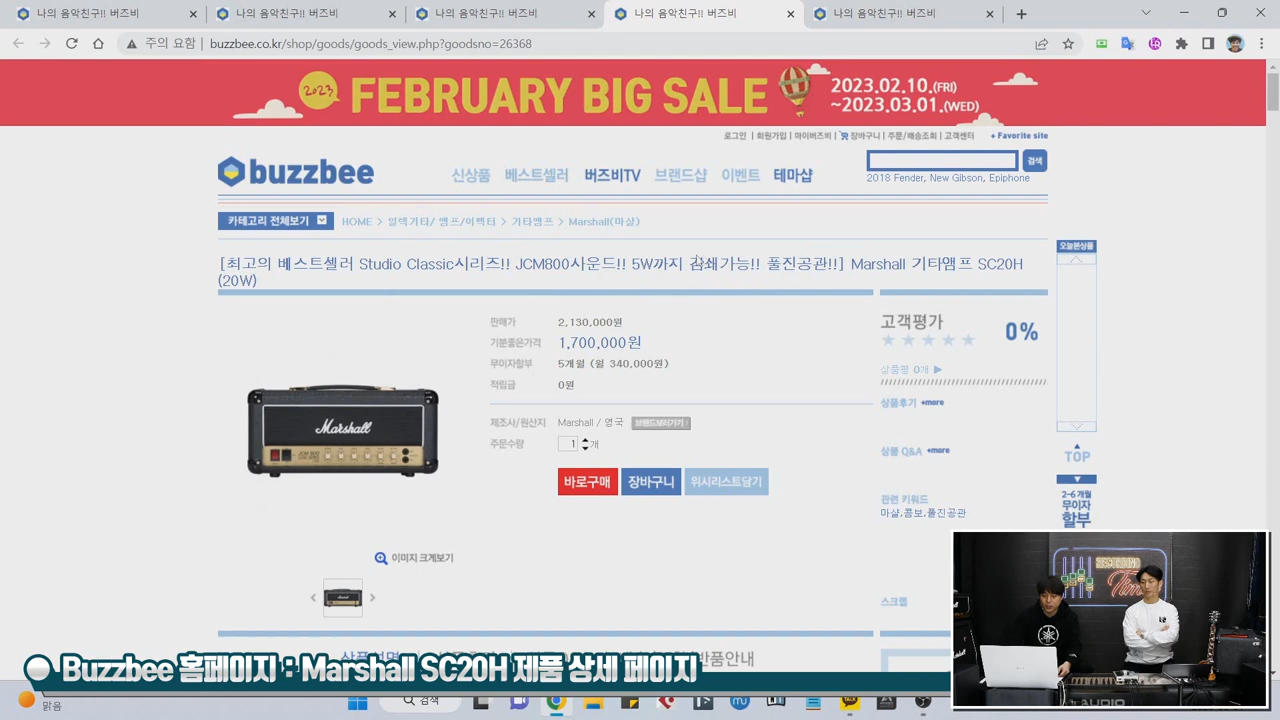 나의 음악친구!! 버즈비
나의 음악친구!! 버즈비
나의 음악친구!! 버즈비
나의 음악친구!! 버즈비
나의 음악친구!! 버즈비
주의 요함 | buzzbee.co.kr/shop/goods/goods_view.php?goodsno=26368
2023 FEBRUARY BIG SALE
2023.02.10.(FRI)
~2023.03.01.(WED)
로그인 | 회원가입 | 마이버즈비 | 장바구니 | 주문/배송조회 | 고객센터 + Favorite site
buzzbee
신상품 베스트셀러 버즈비TV 브랜드샵 이벤트 테마샵
검색
2018 Fender, New Gibson, Epiphone
카테고리 전체보기
HOME > 일렉기타/ 앰프/이펙터 > 기타앰프 > Marshall(마샬)
오늘본상품
[최고의 베스트셀러 Studio Classic시리즈!! JCM800사운드!! 5W까지 감쇄가능!! 풀진공관!!] Marshall 기타앰프 SC20H
(20W)
판매가 2,130,000원
기분좋은가격 1,700,000원
무이자할부 5개월 (월 340,000원)
적립금 0원
제조사/원산지 Marshall / 영국 브랜드보러가기
주문수량 1 개
바로구매 장바구니 위시리스트담기
고객평가 0%
상품평 0개
상품후기 +more
상품 Q&A +more
관련 키워드
마샬,콤보,풀진공관
스크랩
TOP
2-6 개월
무이자
할부
Marshall
이미지 크게보기
Buzzbee 홈페이지 : Marshall SC20H 제품 상세 페이지
맑음